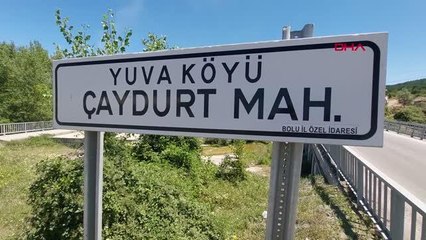 DHA
YUVA KÖYÜ
ÇAYDURT MAH.
BOLU İL ÖZEL İDARESİ